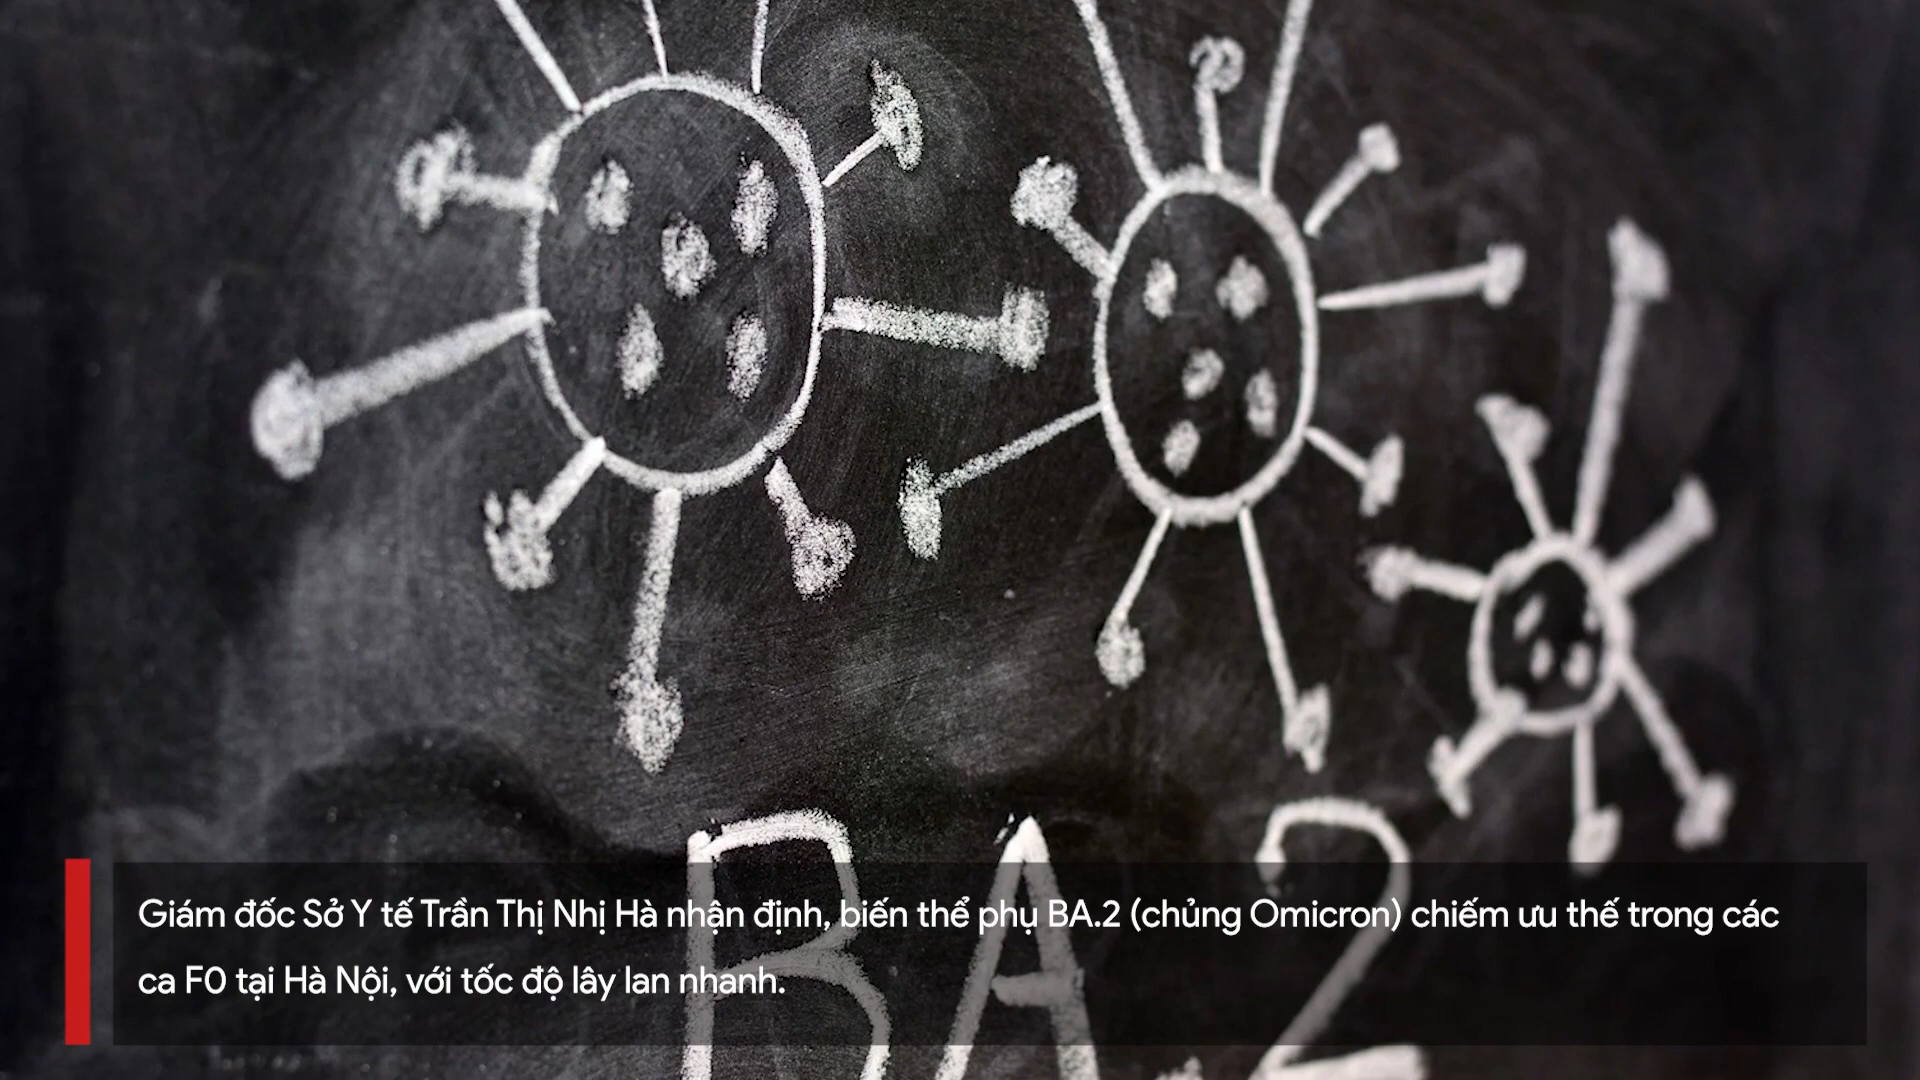 BA.2
Giám đốc Sở Y tế Trần Thị Nhị Hà nhận định, biến thể phụ BA.2 (chủng Omicron) chiếm ưu thế trong các
ca F0 tại Hà Nội, với tốc độ lây lan nhanh.